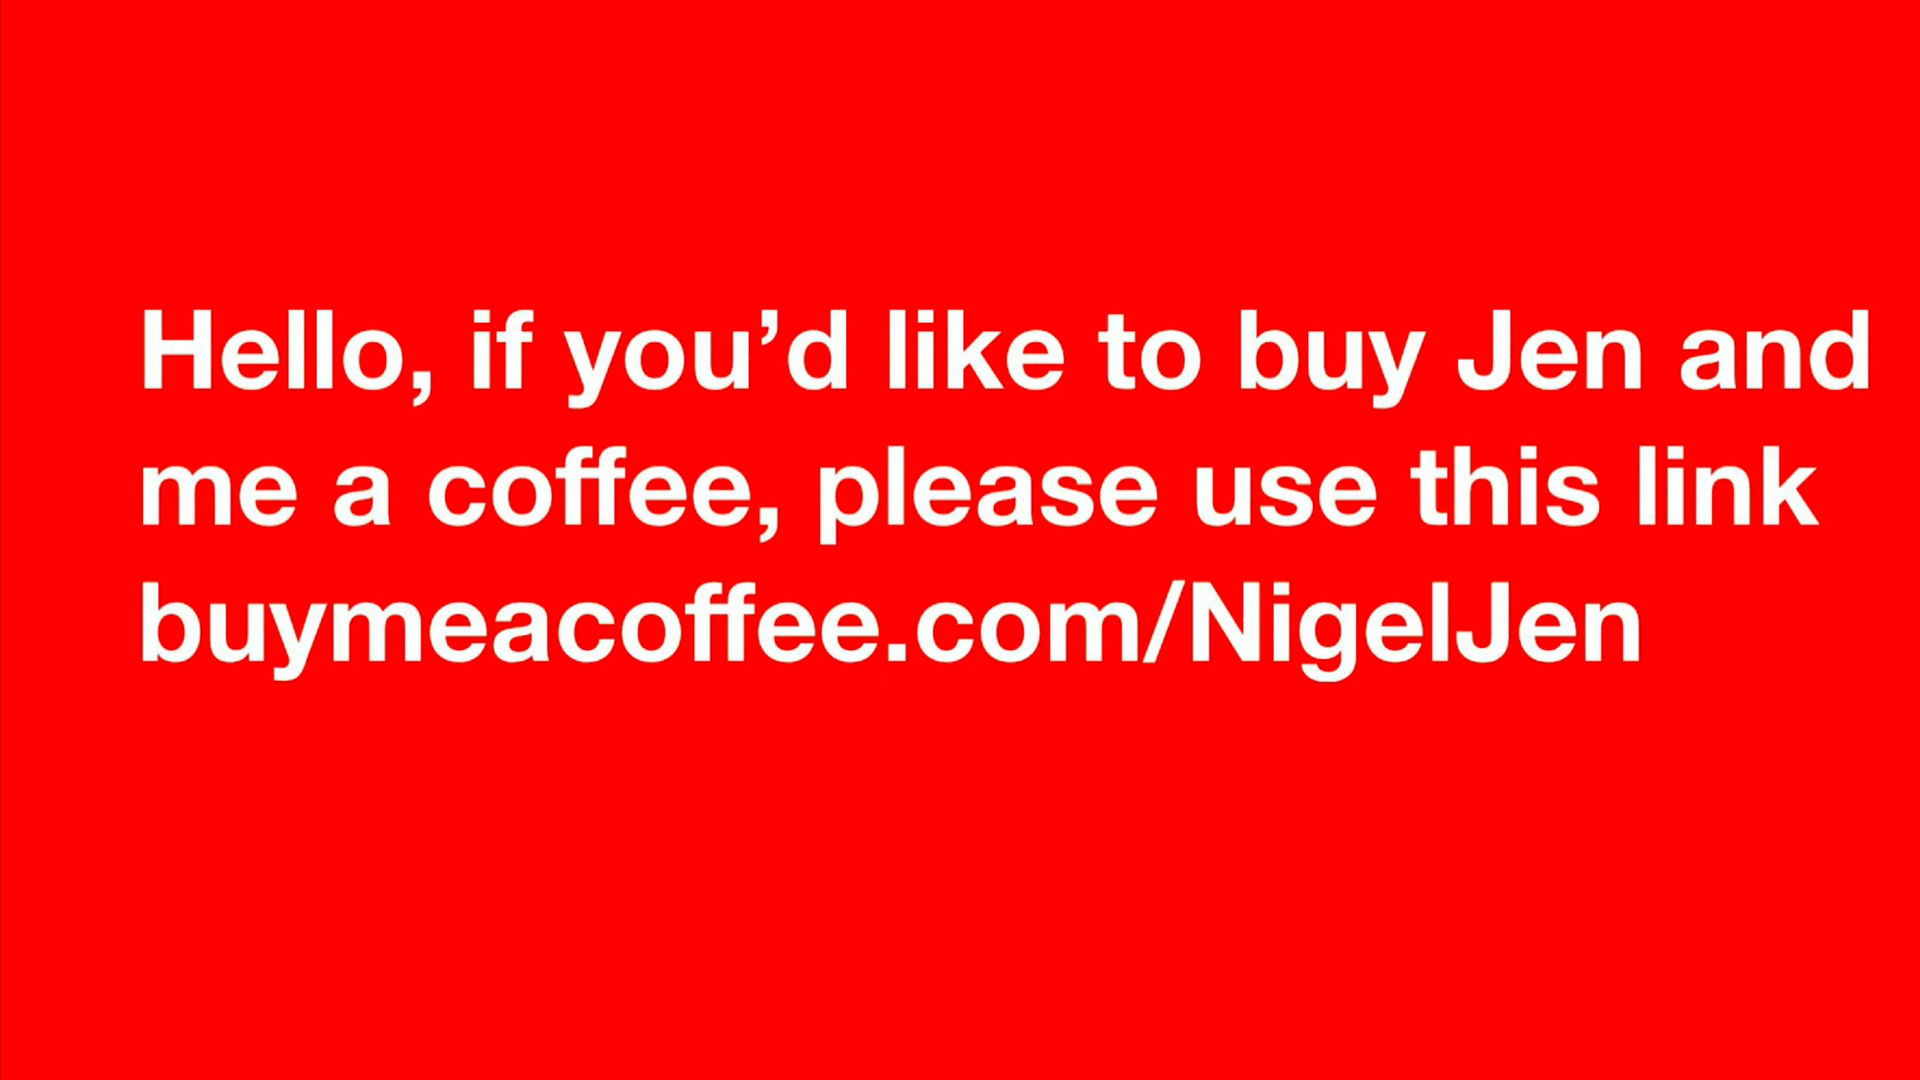 Hello, if you’d like to buy Jen and
me a coffee, please use this link
buymeacoffee.com/NigelJen